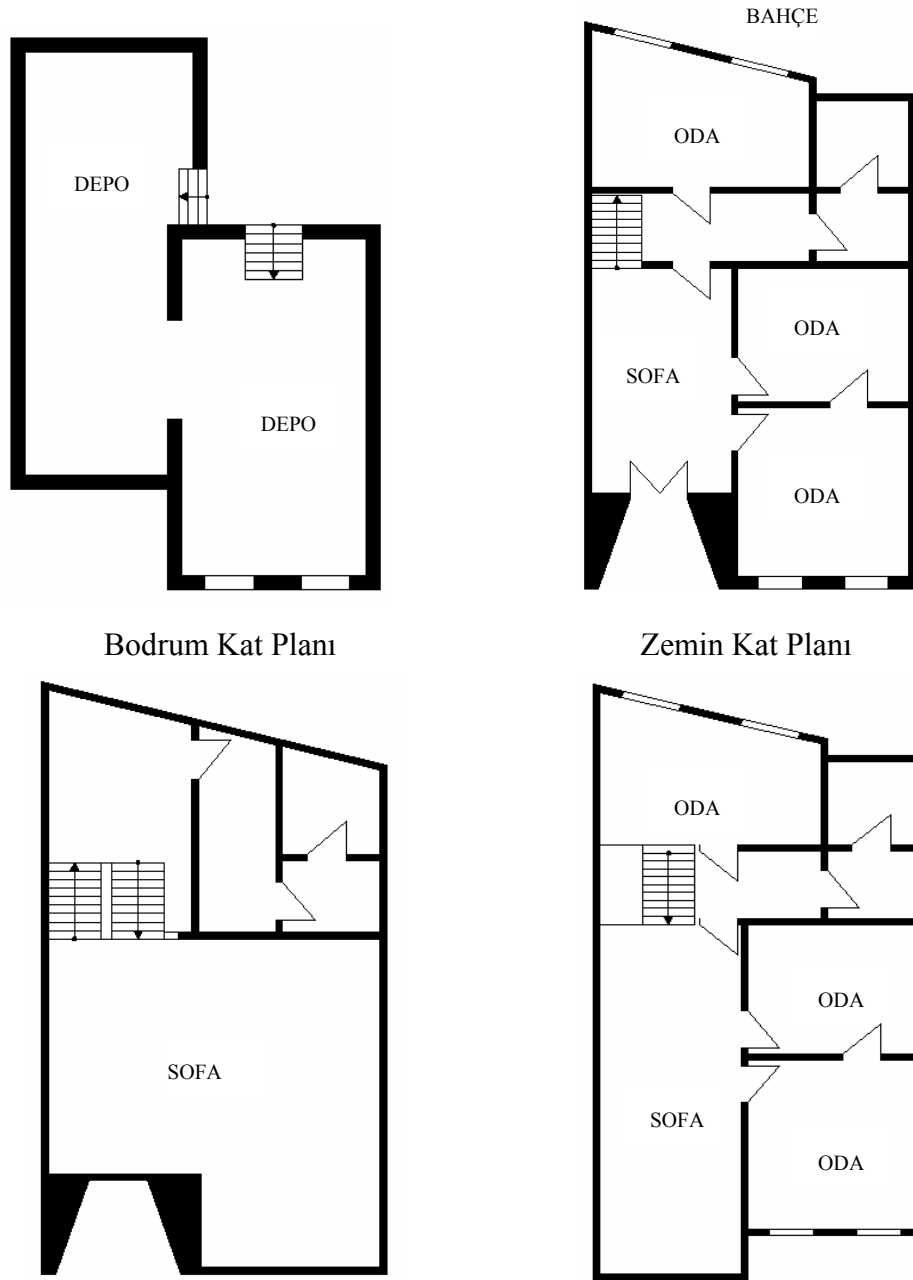 BAHÇE
DEPO
DEPO
ODA
ODA
SOFA
ODA
Bodrum Kat Planı
Zemin Kat Planı
SOFA
ODA
ODA
SOFA
ODA